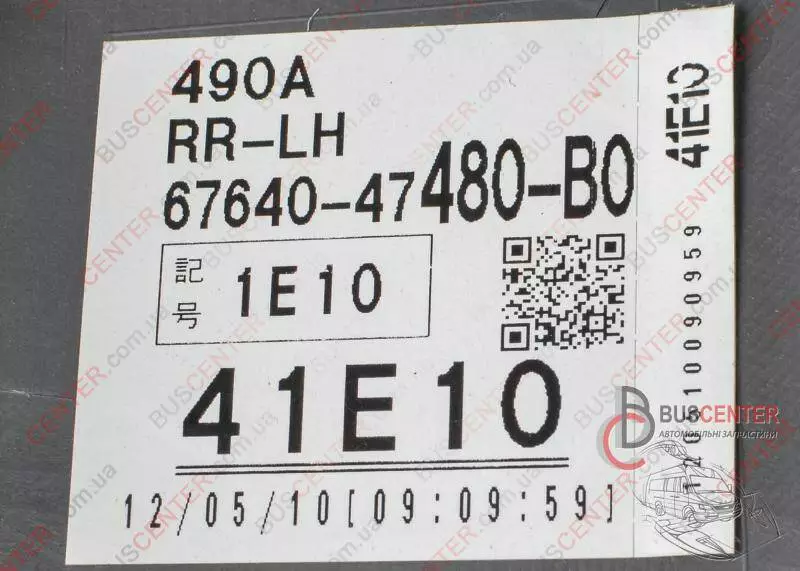 490A
RR-LH
67640-47480-B0
記号
1E10
41E10
12/05/10[09:09:59]
41E10
BUSCENTER
АВТОМОБІЛЬНІ ЗАПЧАСТИНИ
BUSCENTER.com.ua